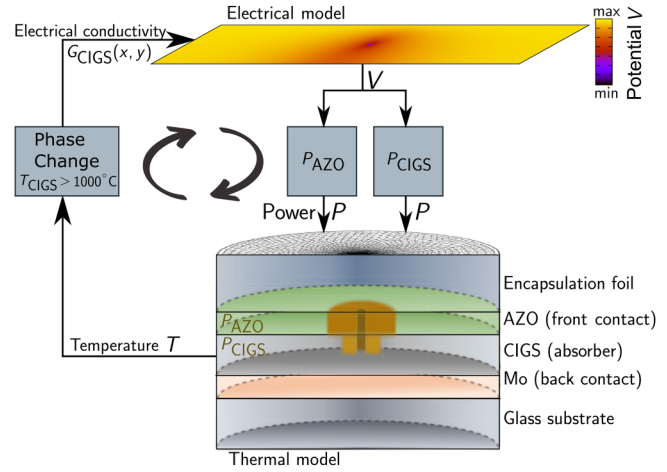 Electrical model
Electrical conductivity
G_CIGS(x, y)
max
min
Potential V
V
Phase
Change
T_CIGS > 1000°C
P_AZO
P_CIGS
Power P
P
Encapsulation foil
P_AZO
AZO (front contact)
P_CIGS
CIGS (absorber)
Temperature T
Mo (back contact)
Glass substrate
Thermal model